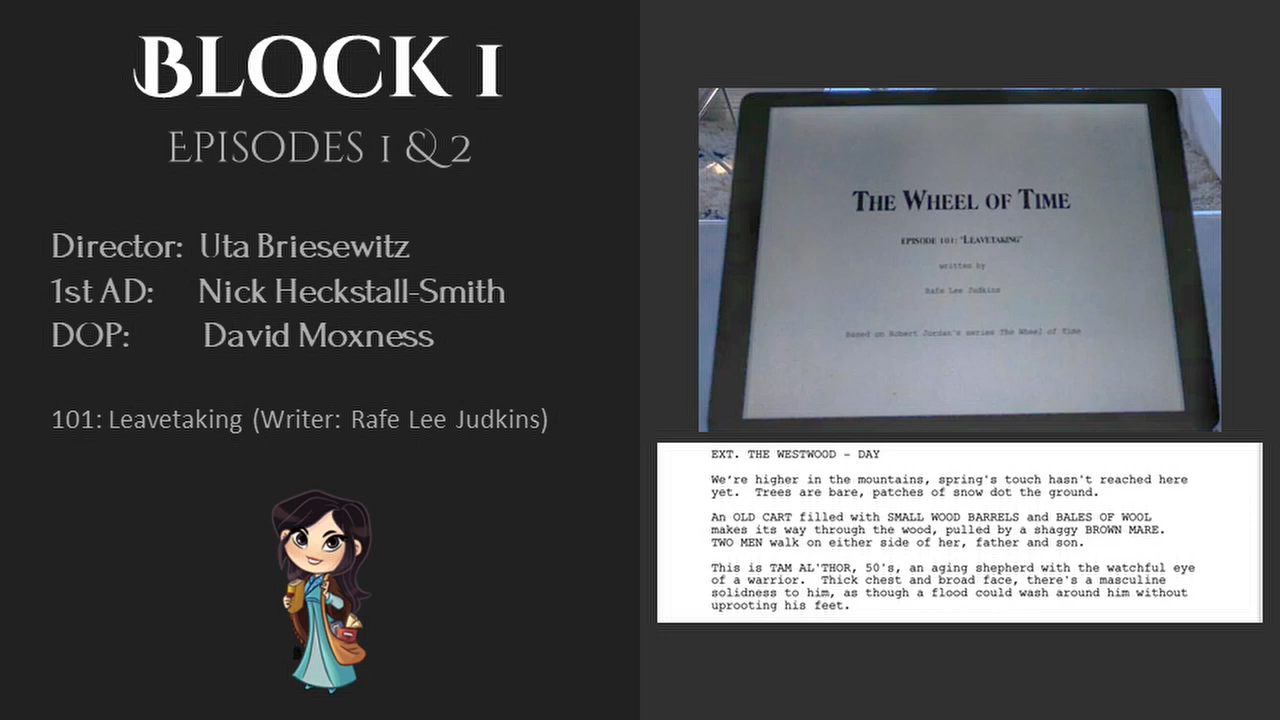 BLOCK 1
EPISODES 1 & 2
Director: Uta Briesewitz
1st AD: Nick Heckstall-Smith
DOP: David Moxness
101: Leavetaking (Writer: Rafe Lee Judkins)
THE WHEEL OF TIME
EPISODE 101: "LEAVETAKING"
written by
Rafe Lee Judkins
Based on Robert Jordan's series The Wheel of Time
EXT. THE WESTWOOD - DAY
We're higher in the mountains, spring's touch hasn't reached here
yet. Trees are bare, patches of snow dot the ground.
An OLD CART filled with SMALL WOOD BARRELS and BALES OF WOOL
makes its way through the wood, pulled by a shaggy BROWN MARE.
TWO MEN walk on either side of her, father and son.
This is TAM AL'THOR, 50's, an aging shepherd with the watchful eye
of a warrior. Thick chest and broad face, there's a masculine
solidness to him, as though a flood could wash around him without
uprooting his feet.